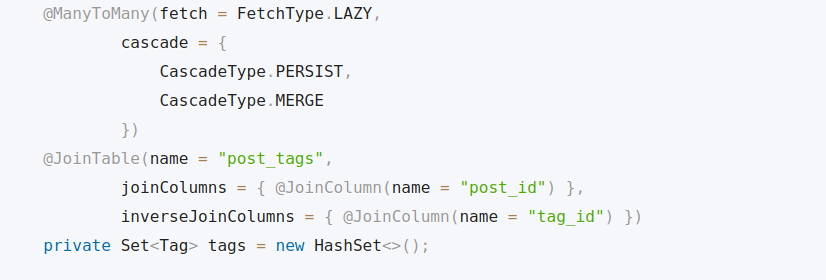 @ManyToMany(fetch = FetchType.LAZY,
        cascade = {
            CascadeType.PERSIST,
            CascadeType.MERGE
        })
@JoinTable(name = "post_tags",
        joinColumns = { @JoinColumn(name = "post_id") },
        inverseJoinColumns = { @JoinColumn(name = "tag_id") })
private Set<Tag> tags = new HashSet<>();